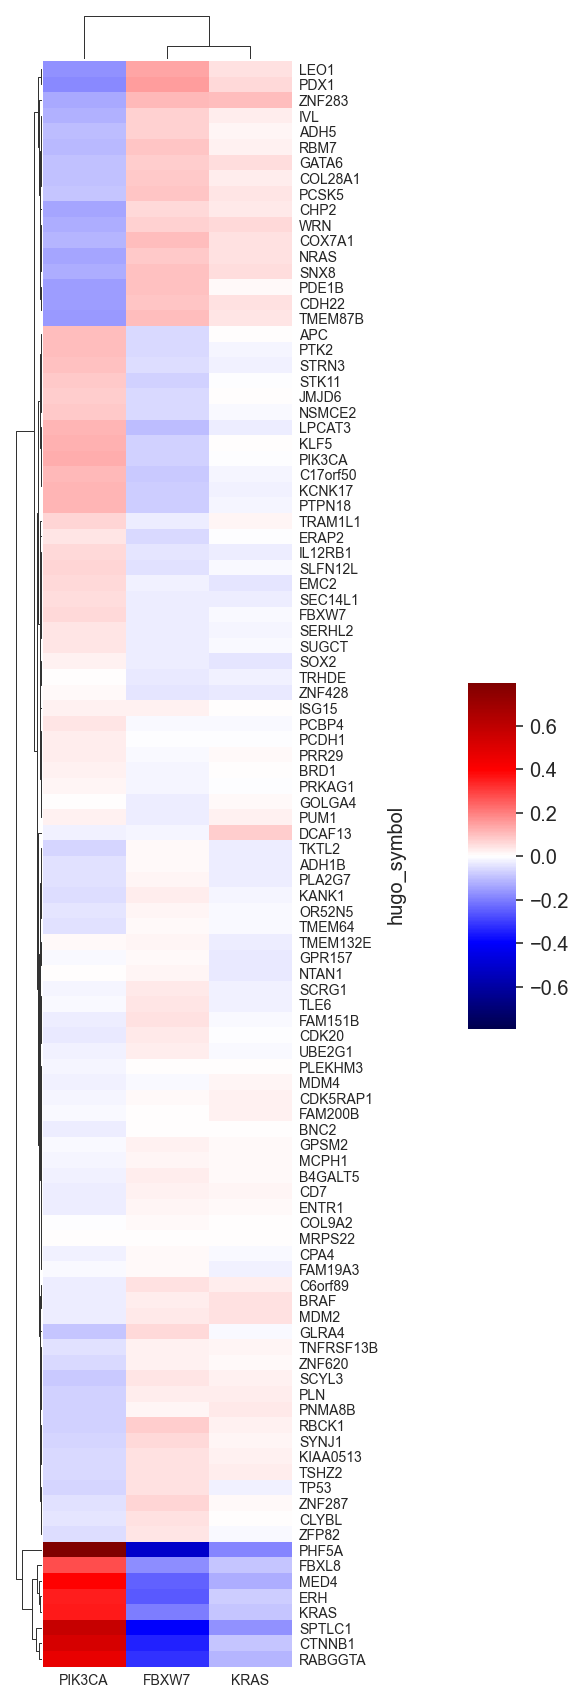 LEO1
PDX1
ZNF283
IVL
ADH5
RBM7
GATA6
COL28A1
PCSK5
CHP2
WRN
COX7A1
NRAS
SNX8
PDE1B
CDH22
TMEM87B
APC
PTK2
STRN3
STK11
JMJD6
NSMCE2
LPCAT3
KLF5
PIK3CA
C17orf50
KCNK17
PTPN18
TRAM1L1
ERAP2
IL12RB1
SLFN12L
EMC2
SEC14L1
FBXW7
SERHL2
SUGCT
SOX2
TRHDE
ZNF428
ISG15
PCBP4
PCDH1
PRR29
BRD1
PRKAG1
GOLGA4
PUM1
DCAF13
TKTL2
ADH1B
PLA2G7
KANK1
OR52N5
TMEM64
TMEM132E
GPR157
NTAN1
SCRG1
TLE6
FAM151B
CDK20
UBE2G1
PLEKHM3
MDM4
CDK5RAP1
FAM200B
BNC2
GPSM2
MCPH1
B4GALT5
CD7
ENTR1
COL9A2
MRPS22
CPA4
FAM19A3
C6orf89
BRAF
MDM2
GLRA4
TNFRSF13B
ZNF620
SCYL3
PLN
PNMA8B
RBCK1
SYNJ1
KIAA0513
TSHZ2
TP53
ZNF287
CLYBL
ZFP82
PHF5A
FBXL8
MED4
ERH
KRAS
SPTLC1
CTNNB1
RABGGTA
PIK3CA FBXW7 KRAS
hugo_symbol
0.6
0.4
0.2
0.0
−0.2
−0.4
−0.6